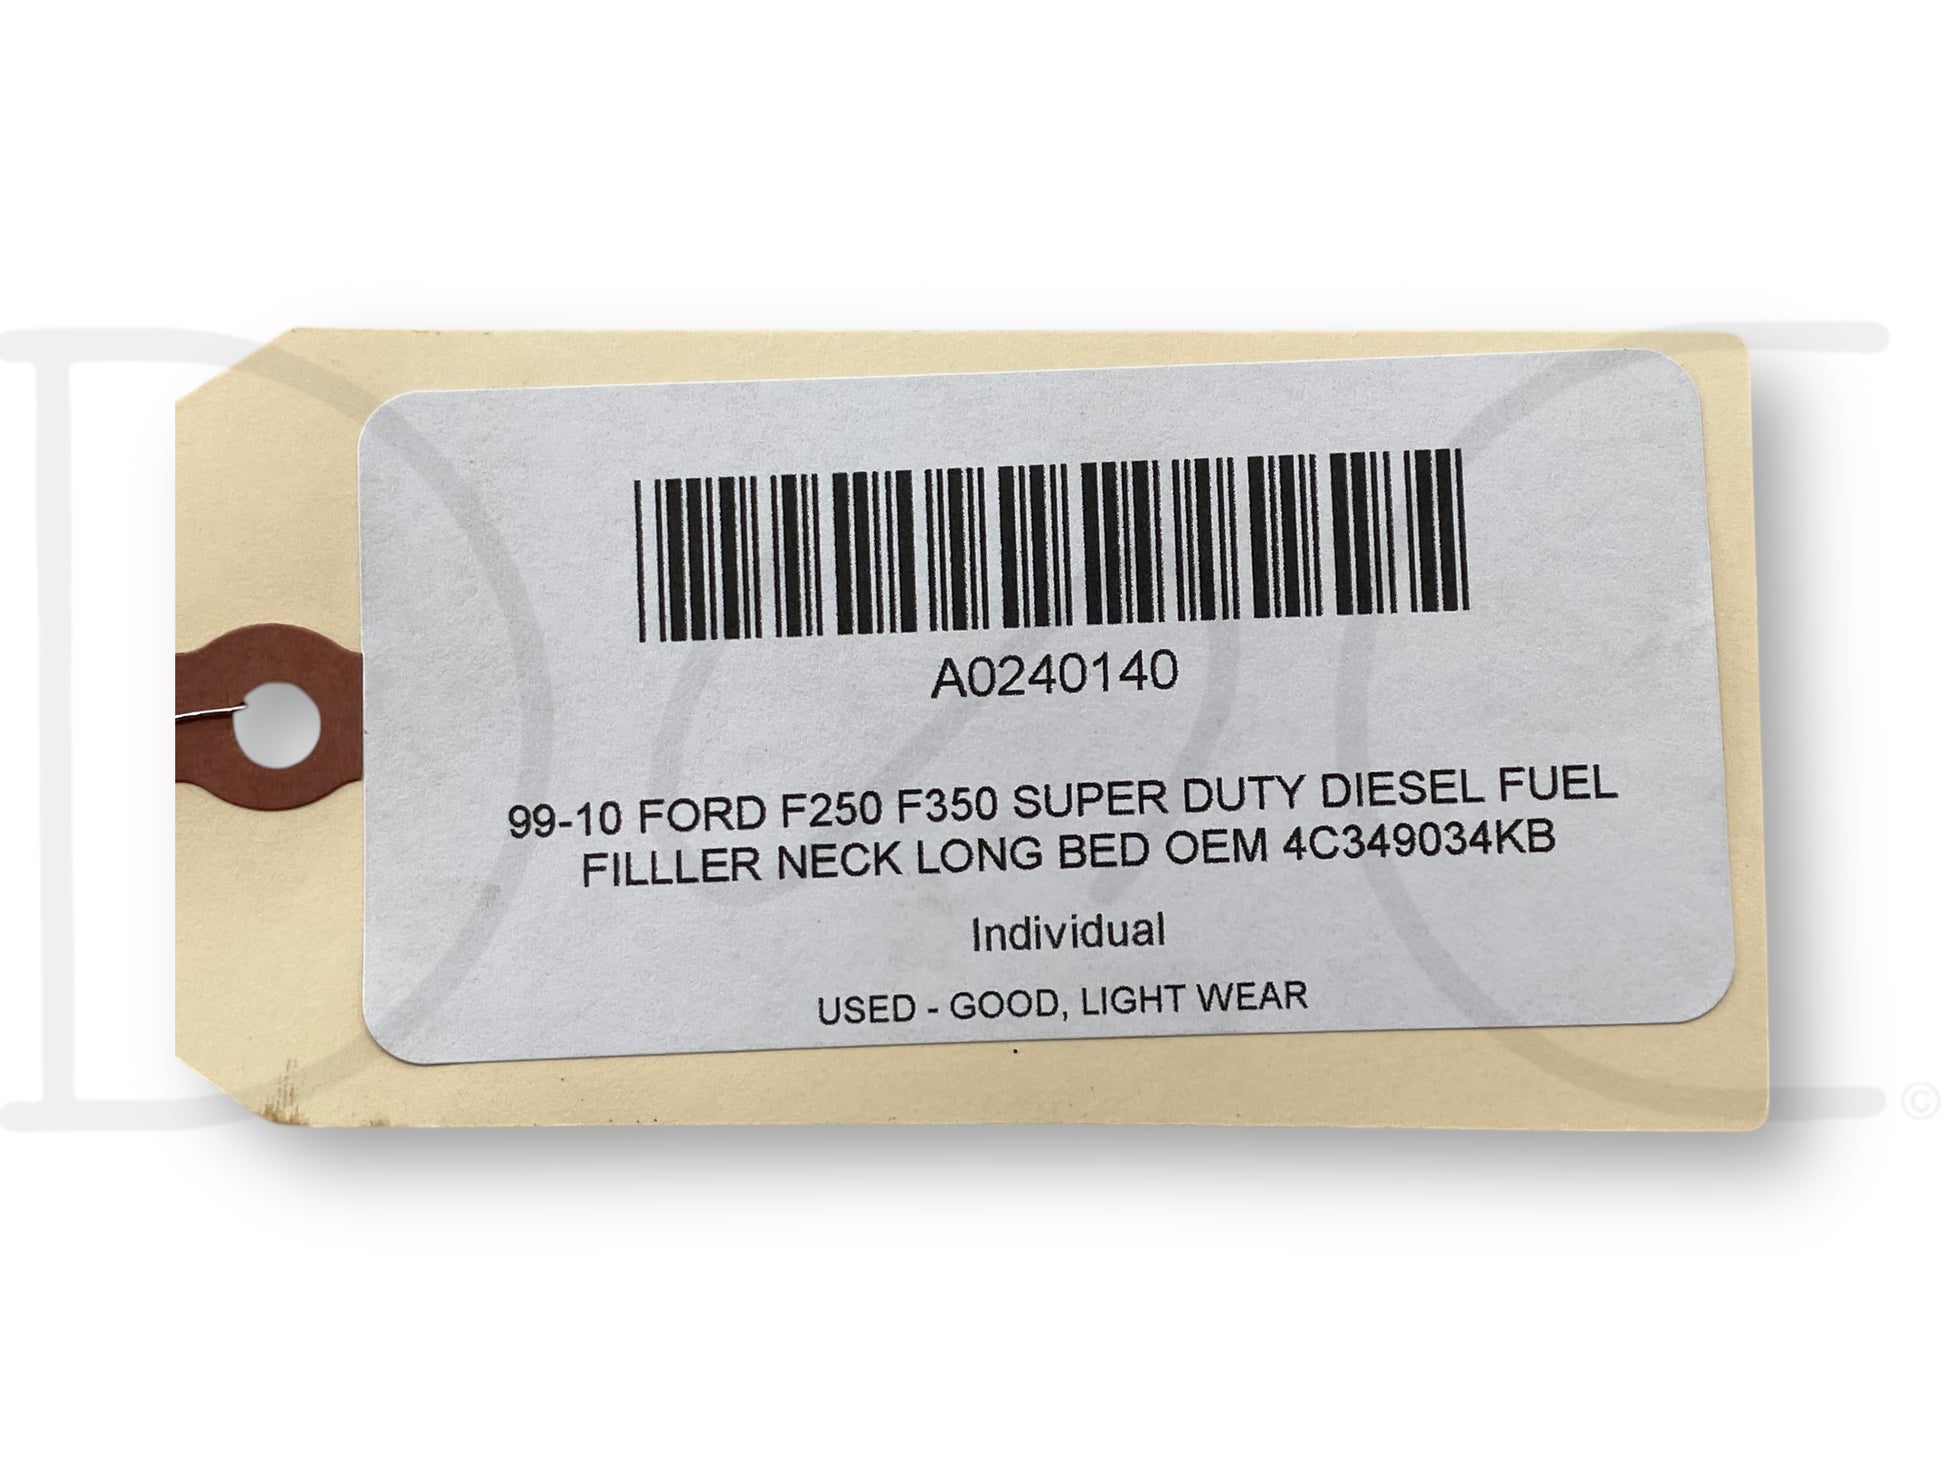 A0240140
99-10 FORD F250 F350 SUPER DUTY DIESEL FUEL
FILLLER NECK LONG BED OEM 4C349034KB
Individual
USED - GOOD, LIGHT WEAR
©